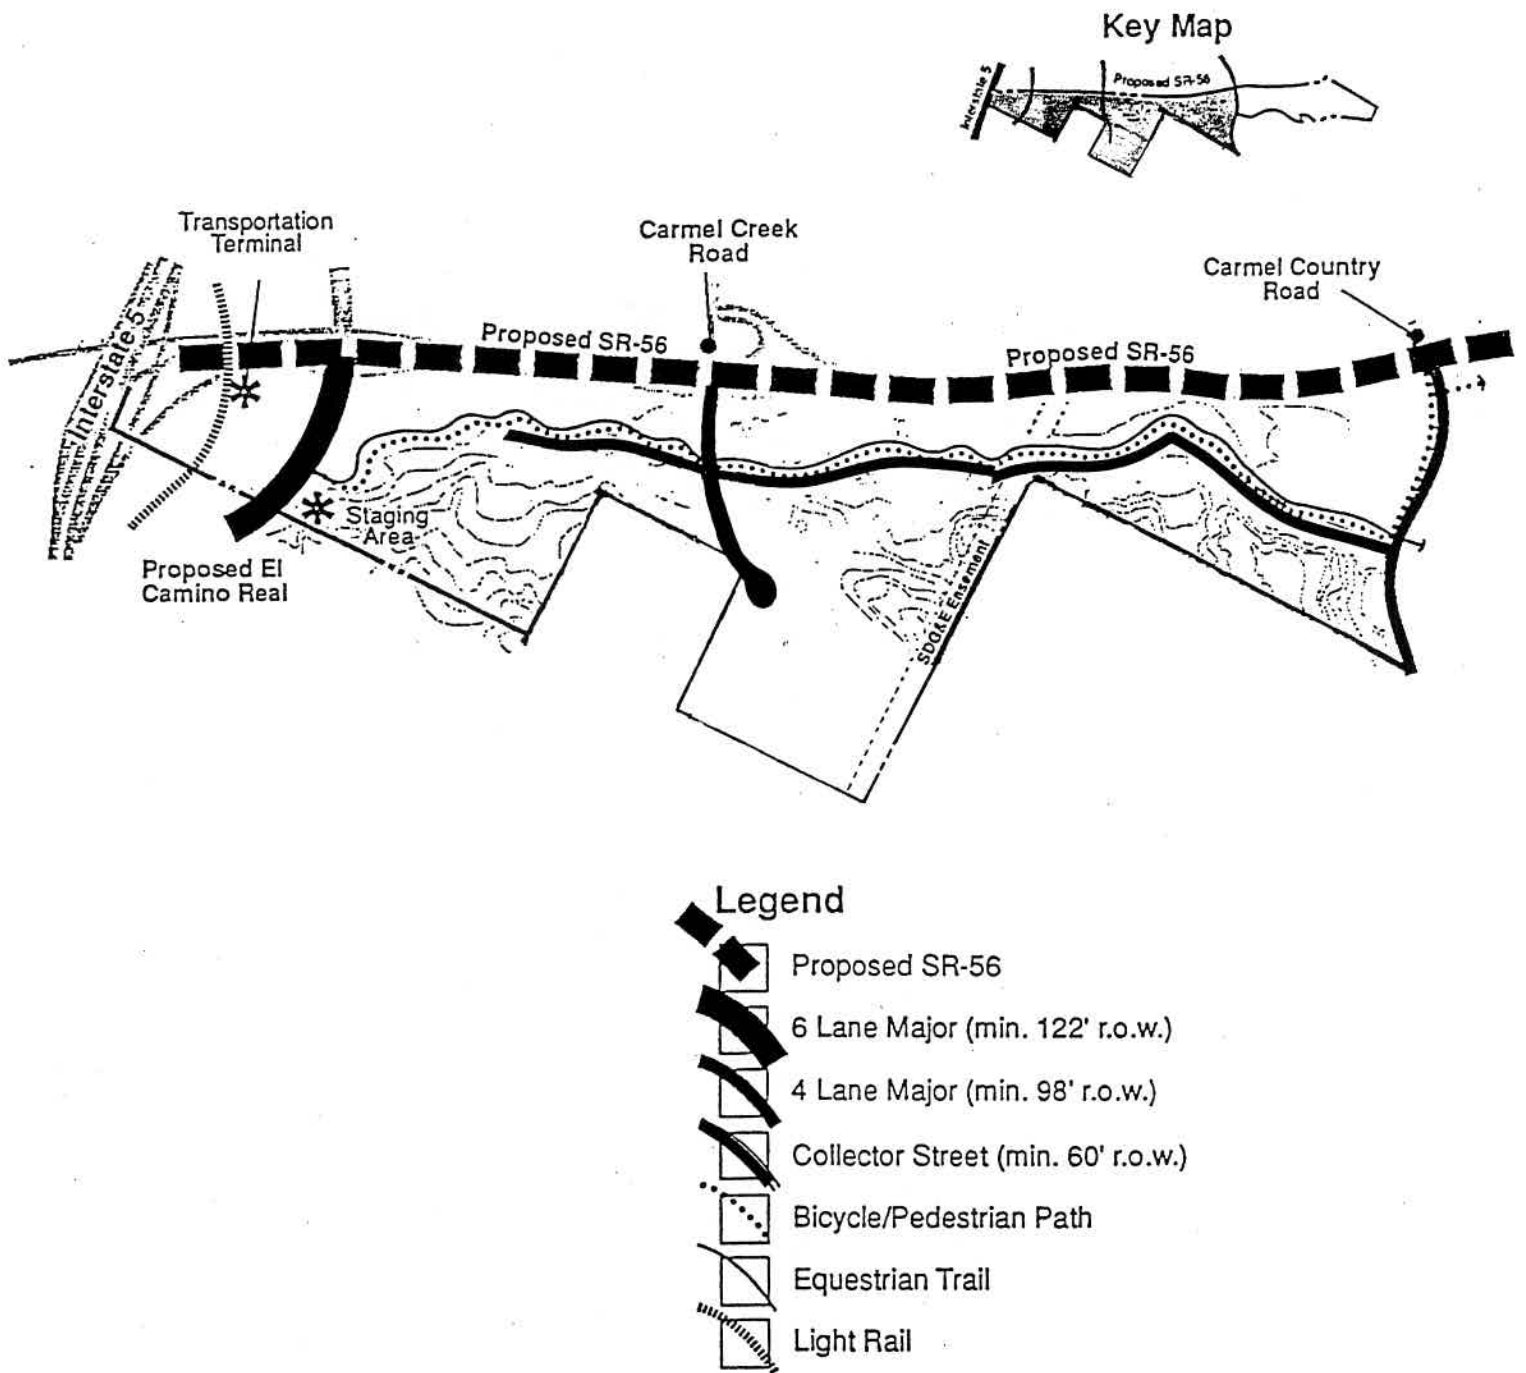 Key Map
Interstate 5
Proposed SR-56
Transportation
Terminal
Carmel Creek
Road
Carmel Country
Road
Interstate 5
Proposed SR-56
Proposed SR-56
Staging
Area
Proposed El
Camino Real
SDG&E Ensement
Legend
Proposed SR-56
6 Lane Major (min. 122' r.o.w.)
4 Lane Major (min. 98' r.o.w.)
Collector Street (min. 60' r.o.w.)
Bicycle/Pedestrian Path
Equestrian Trail
Light Rail